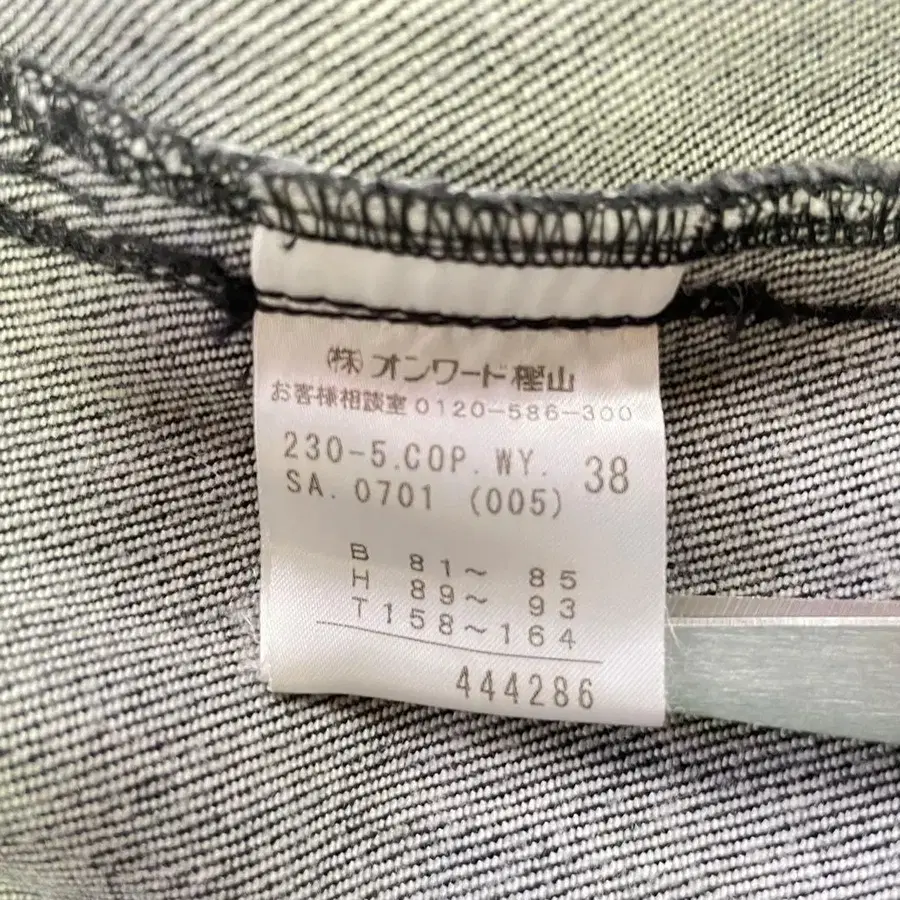 (株)オンワード樫山
お客様相談室 0120-586-300
230-5.COP.WY. 38
SA. 0701 (005)
B 81~ 85
H 89~ 93
T158~164
444286